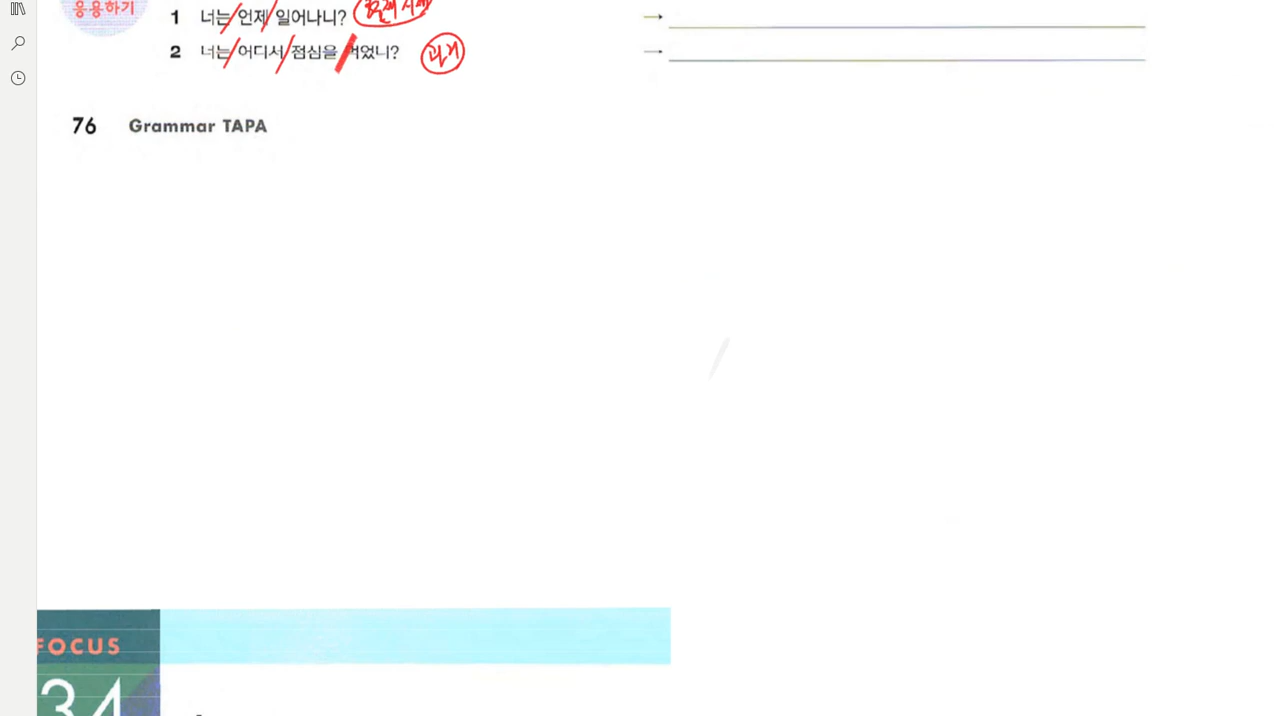 응용하기
1 너는 언제 일어나니? 현재시제 →
2 너는 어디서 점심을 먹었니? 과거 →
76 Grammar TAPA
FOCUS
34